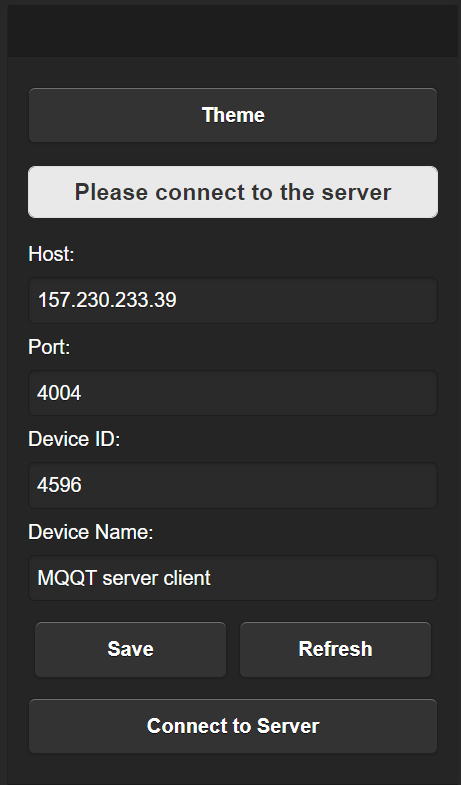 Theme
Please connect to the server
Host:
157.230.233.39
Port:
4004
Device ID:
4596
Device Name:
MQQT server client
Save Refresh
Connect to Server